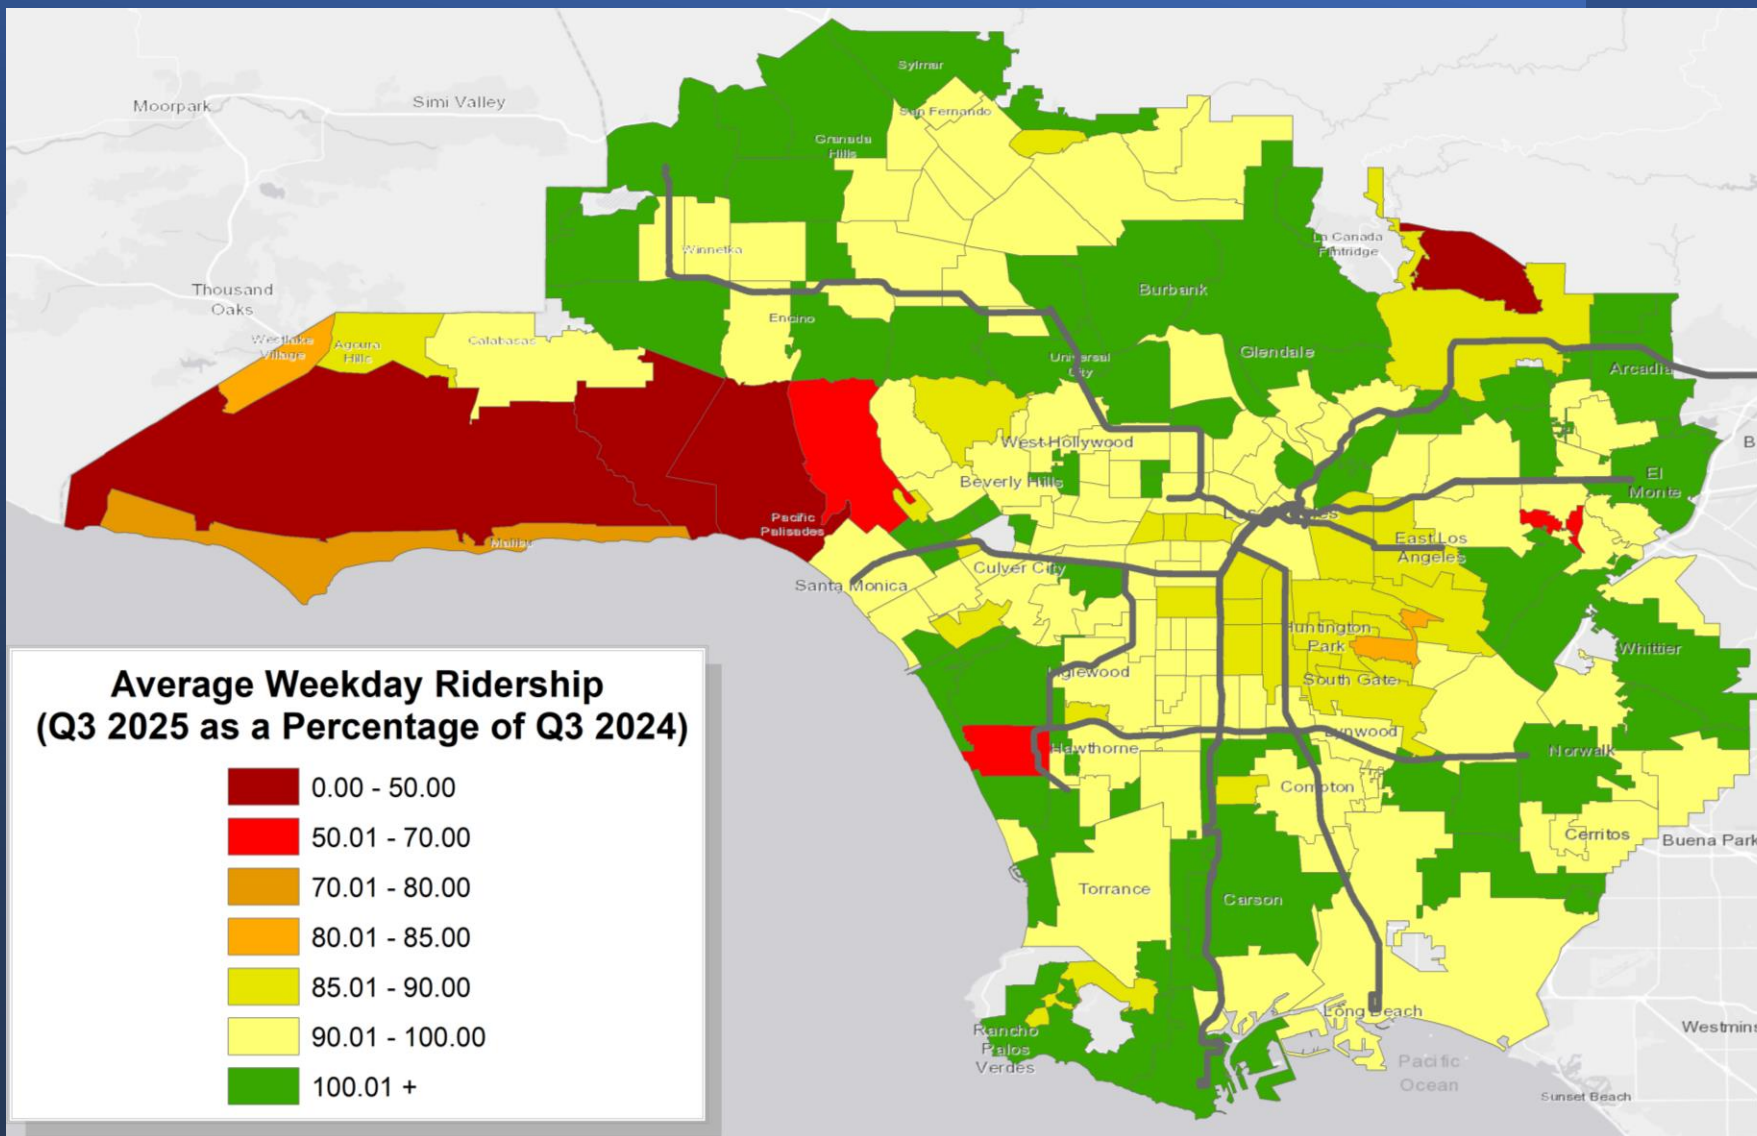 Sylmar
Moorpark
Simi Valley
San Fernando
Granada
Hills
La Canada
Flintridge
Winnetka
Thousand
Oaks
Burbank
Westlake
Village
Agoura
Hills
Calabasas
Encino
Universal
City
Glendale
Arcadia
West Hollywood
Beverly Hills
El
Monte
Pacific
Palisades
Malibu
East Los
Angeles
Culver City
Santa Monica
Huntington
Park
Whittier
Inglewood
South Gate
Lynwood
Hawthorne
Norwalk
Compton
Cerritos
Buena Park
Torrance
Carson
Long Beach
Rancho
Palos
Verdes
Westmins
Pacific
Ocean
Sunset Beach
B
Average Weekday Ridership
(Q3 2025 as a Percentage of Q3 2024)
0.00 - 50.00
50.01 - 70.00
70.01 - 80.00
80.01 - 85.00
85.01 - 90.00
90.01 - 100.00
100.01 +